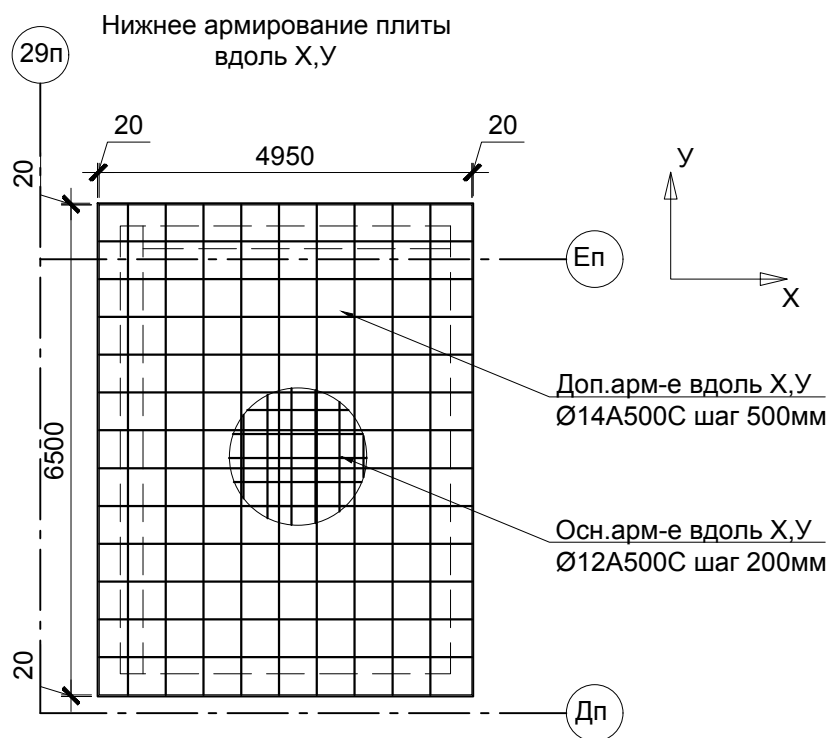 Нижнее армирование плиты
вдоль Х,У
29п
20
20
4950
20
У
Еп
Х
Доп.арм-е вдоль Х,У
Ø14А500С шаг 500мм
6500
Осн.арм-е вдоль Х,У
Ø12А500С шаг 200мм
20
Дп